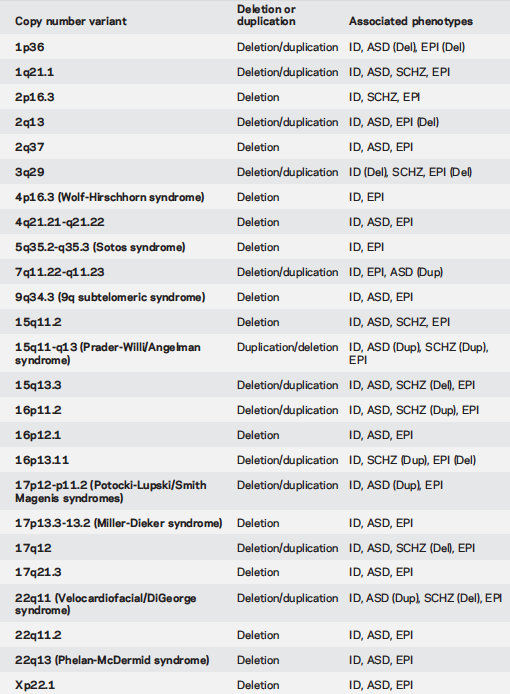 Copy number variant Deletion or duplication Associated phenotypes
1p36 Deletion/duplication ID, ASD (Del), EPI (Del)
1q21.1 Deletion/duplication ID, ASD, SCHZ, EPI
2p16.3 Deletion ID, SCHZ, EPI
2q13 Deletion/duplication ID, ASD, EPI (Del)
2q37 Deletion ID, ASD, EPI
3q29 Deletion/duplication ID (Del), SCHZ, EPI (Del)
4p16.3 (Wolf-Hirschhorn syndrome) Deletion ID, EPI
4q21.21-q21.22 Deletion ID, ASD, EPI
5q35.2-q35.3 (Sotos syndrome) Deletion ID, EPI
7q11.22-q11.23 Deletion/duplication ID, EPI, ASD (Dup)
9q34.3 (9q subtelomeric syndrome) Deletion ID, ASD, EPI
15q11.2 Deletion ID, ASD, SCHZ, EPI
15q11-q13 (Prader-Willi/Angelman Duplication/deletion ID, ASD (Dup), SCHZ (Dup),
syndrome) EPI
15q13.3 Deletion/duplication ID, ASD, SCHZ (Del), EPI
16p11.2 Deletion/duplication ID, ASD, SCHZ (Dup), EPI
16p12.1 Deletion ID, ASD, EPI
16p13.11 Deletion/duplication ID, SCHZ (Dup), EPI (Del)
17p12-p11.2 (Potocki-Lupski/Smith Deletion/duplication ID, ASD (Dup), EPI
Magenis syndromes)
17p13.3-13.2 (Miller-Dieker syndrome) Deletion ID, ASD, EPI
17q12 Deletion/duplication ID, ASD, SCHZ (Del), EPI
17q21.3 Deletion ID, ASD, EPI
22q11 (Velocardiofacial/DiGeorge Deletion/duplication ID, ASD (Dup), SCHZ (Del), EPI
syndrome)
22q11.2 Deletion ID, ASD, EPI
22q13 (Phelan-McDermid syndrome) Deletion ID, ASD, EPI
Xp22.1 Deletion ID, ASD, EPI